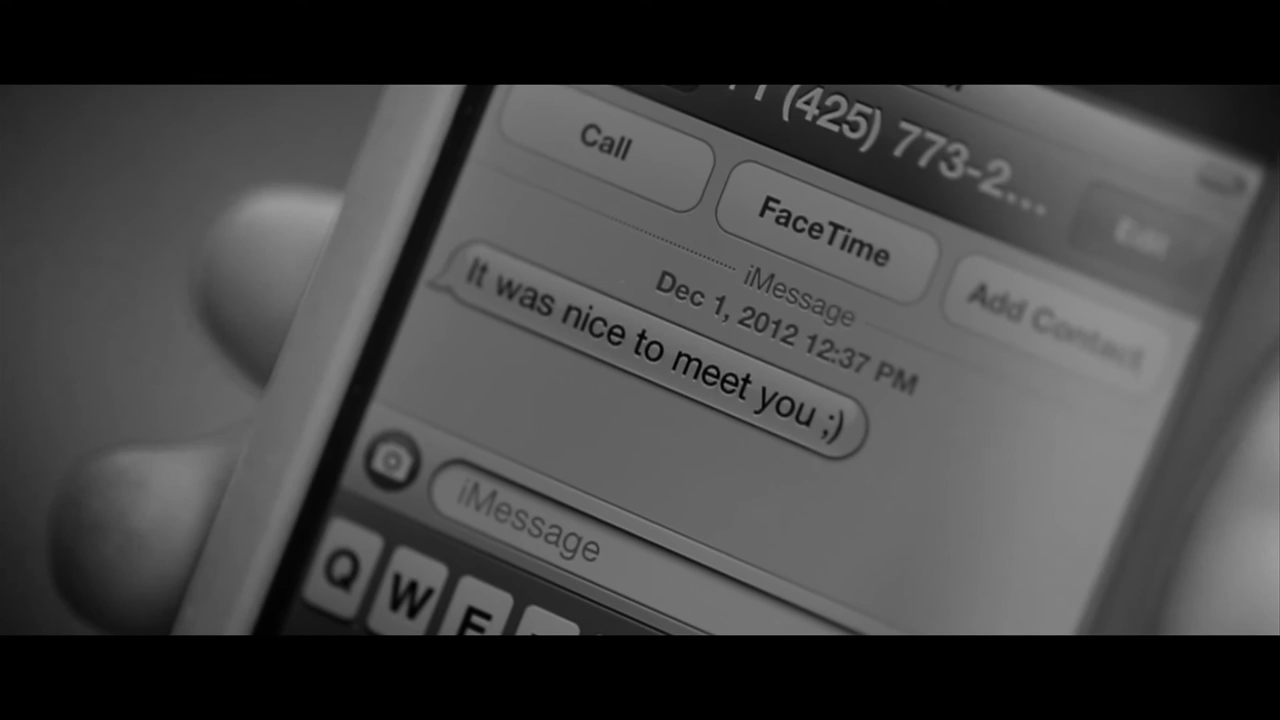 (425) 773-2...
Edit
Call
FaceTime
Add Contact
iMessage
Dec 1, 2012 12:37 PM
It was nice to meet you ;)
iMessage
Q W E